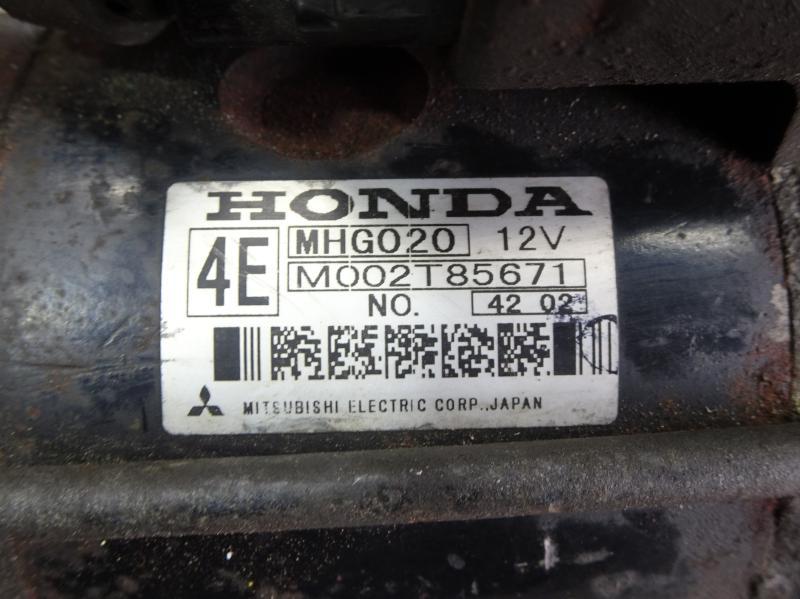 HONDA
4E MHG020 12V
M002T85671
NO. 42 02
MITSUBISHI ELECTRIC CORP., JAPAN